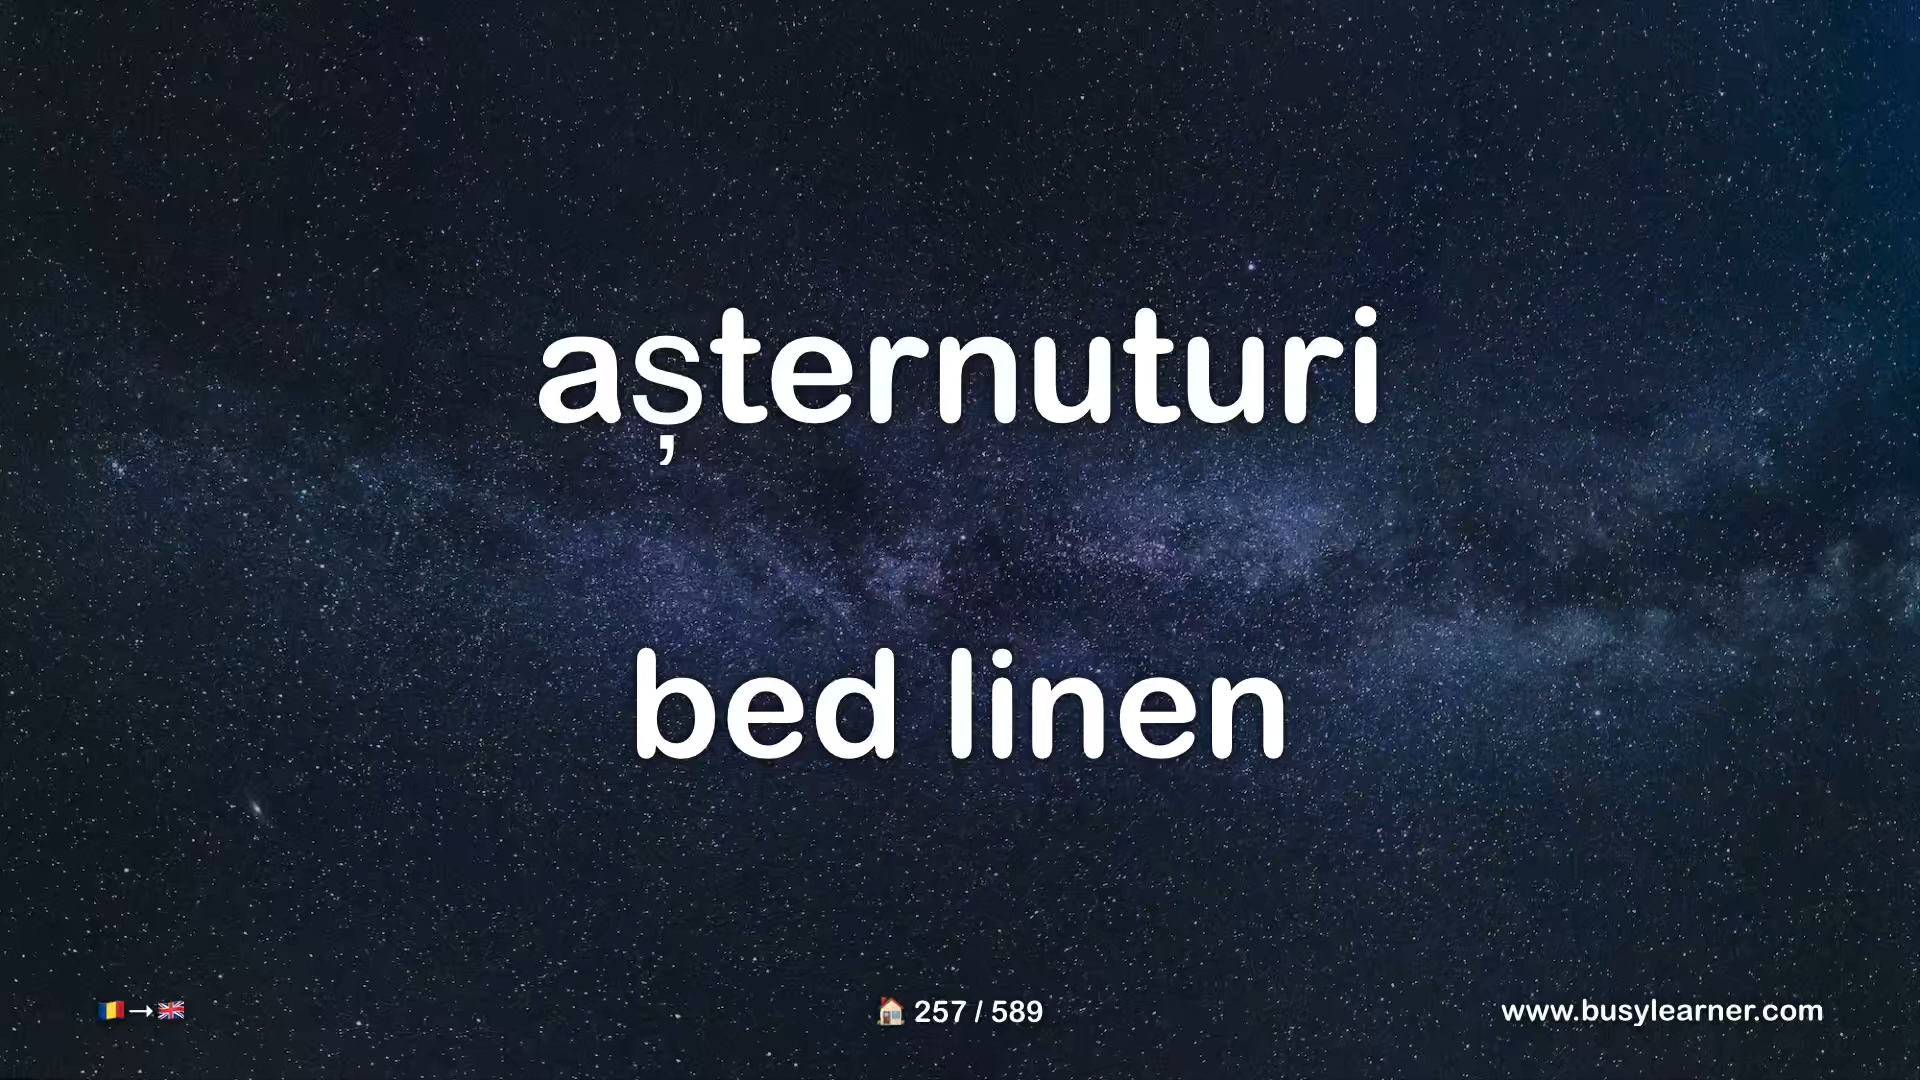 așternuturi
bed linen
🇷🇴→🇬🇧
🏠 257 / 589
www.busylearner.com